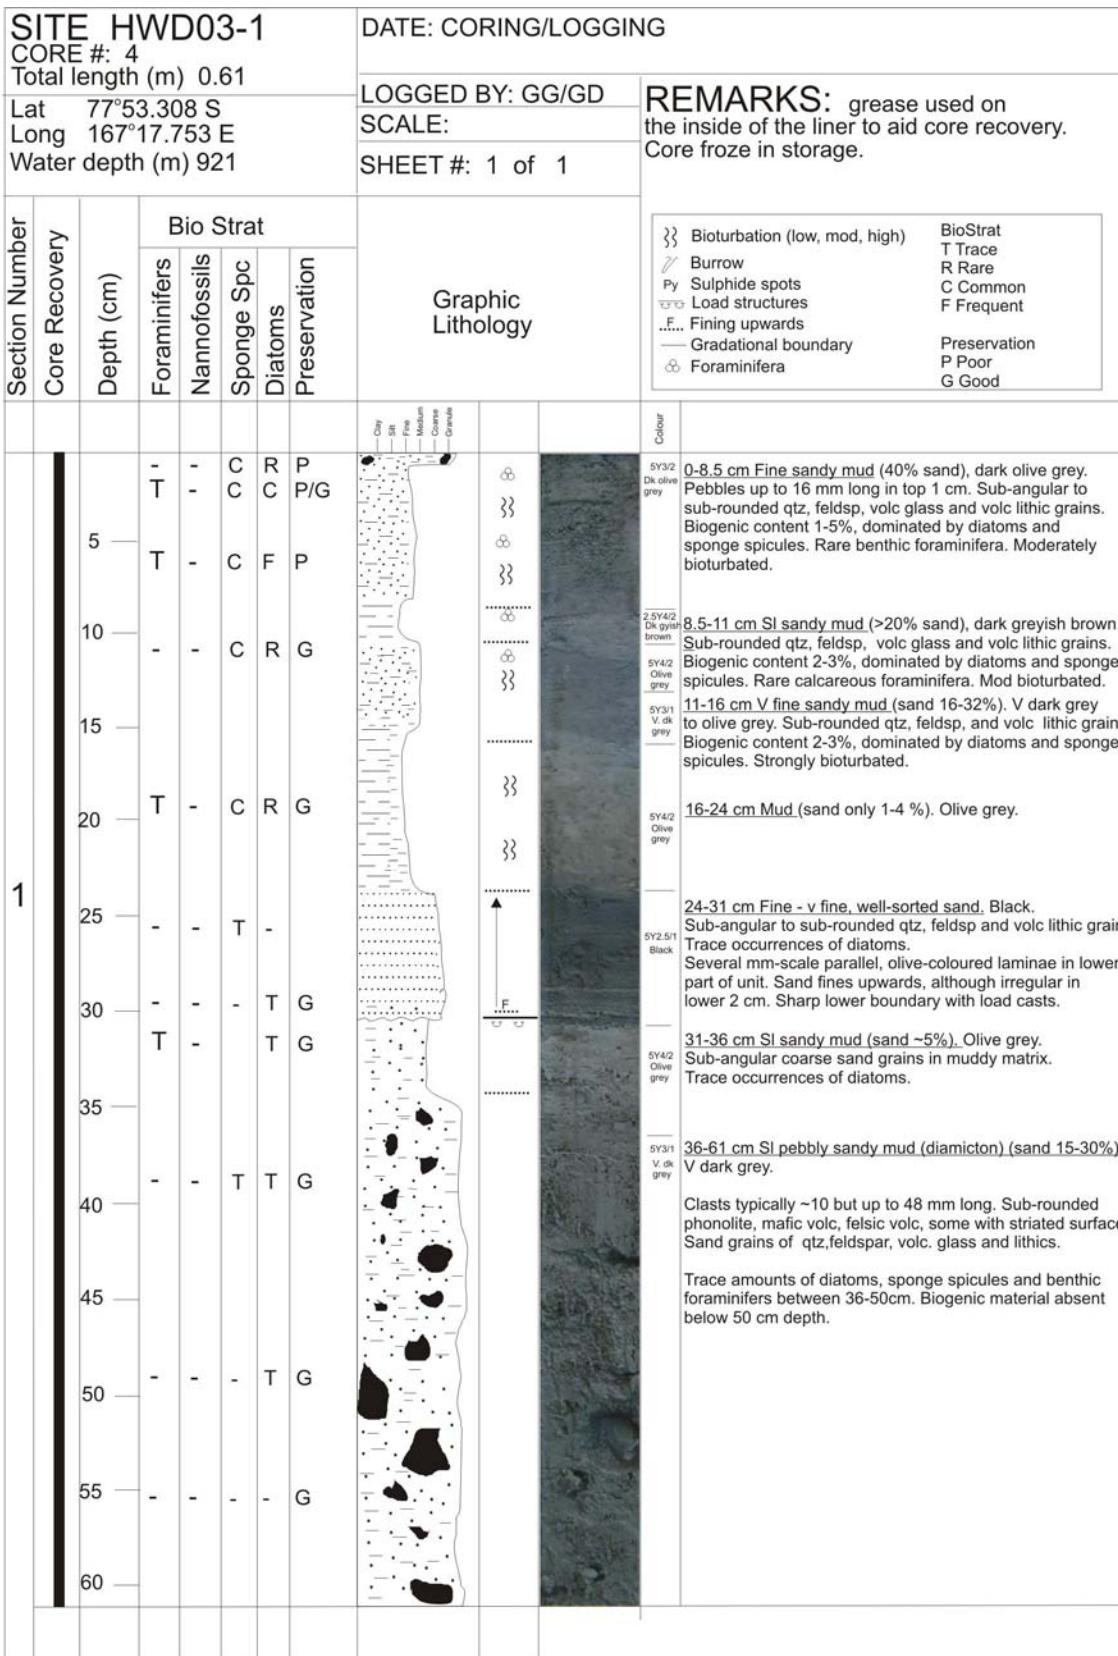 SITE HWD03-1
CORE #: 4
Total length (m) 0.61
Lat 77°53.308 S
Long 167°17.753 E
Water depth (m) 921
DATE: CORING/LOGGING
LOGGED BY: GG/GD
SCALE:
SHEET #: 1 of 1
REMARKS: grease used on
the inside of the liner to aid core recovery.
Core froze in storage.
Section Number
Core Recovery
Depth (cm)
Bio Strat
Foraminifers
Nannofossils
Sponge Spc
Diatoms
Preservation
Graphic
Lithology
Bioturbation (low, mod, high)
Burrow
Py Sulphide spots
Load structures
F Fining upwards
Gradational boundary
Foraminifera
BioStrat
T Trace
R Rare
C Common
F Frequent
Preservation
P Poor
G Good
Clay
Silt
Fine
Medium
Coarse
Granule
Colour
- - C R P
T - C C P/G
5
T - C F P
10
- - C R G
15
T - C R G
20
1
25
- - T -
- - - T G
30
T - T G
35
- - T T G
40
45
- - - T G
50
55
- - - - G
60
F
5Y3/2
Dk olive
grey
0-8.5 cm Fine sandy mud (40% sand), dark olive grey.
Pebbles up to 16 mm long in top 1 cm. Sub-angular to
sub-rounded qtz, feldsp, volc glass and volc lithic grains.
Biogenic content 1-5%, dominated by diatoms and
sponge spicules. Rare benthic foraminifera. Moderately
bioturbated.
2.5Y4/2
Dk gyish
brown
8.5-11 cm Sl sandy mud (>20% sand), dark greyish brown
Sub-rounded qtz, feldsp, volc glass and volc lithic grains.
Biogenic content 2-3%, dominated by diatoms and sponge
spicules. Rare calcareous foraminifera. Mod bioturbated.
5Y4/2
Olive
grey
5Y3/1
V. dk
grey
11-16 cm V fine sandy mud (sand 16-32%). V dark grey
to olive grey. Sub-rounded qtz, feldsp, and volc lithic grain
Biogenic content 2-3%, dominated by diatoms and sponge
spicules. Strongly bioturbated.
5Y4/2
Olive
grey
16-24 cm Mud (sand only 1-4 %). Olive grey.
5Y2.5/1
Black
24-31 cm Fine - v fine, well-sorted sand. Black.
Sub-angular to sub-rounded qtz, feldsp and volc lithic grai
Trace occurrences of diatoms.
Several mm-scale parallel, olive-coloured laminae in lower
part of unit. Sand fines upwards, although irregular in
lower 2 cm. Sharp lower boundary with load casts.
5Y4/2
Olive
grey
31-36 cm Sl sandy mud (sand ~5%). Olive grey.
Sub-angular coarse sand grains in muddy matrix.
Trace occurrences of diatoms.
5Y3/1
V. dk
grey
36-61 cm Sl pebbly sandy mud (diamicton) (sand 15-30%)
V dark grey.
Clasts typically ~10 but up to 48 mm long. Sub-rounded
phonolite, mafic volc, felsic volc, some with striated surfac
Sand grains of qtz,feldspar, volc. glass and lithics.
Trace amounts of diatoms, sponge spicules and benthic
foraminifers between 36-50cm. Biogenic material absent
below 50 cm depth.